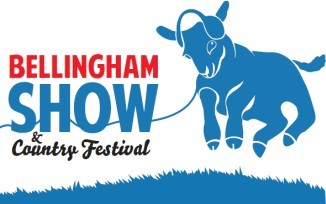 BELLINGHAM
SHOW
&
Country Festival